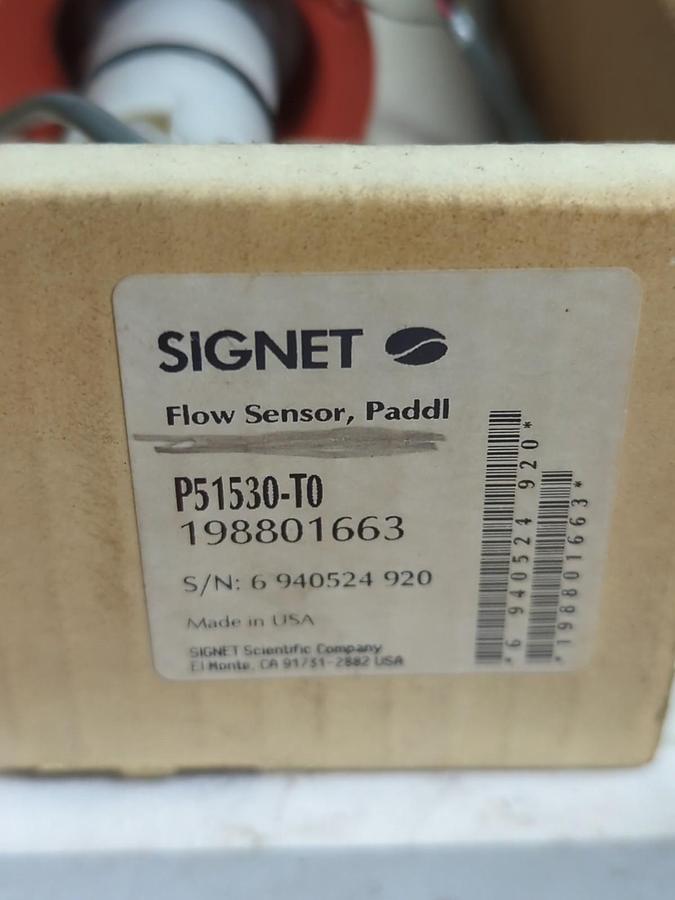 SIGNET
Flow Sensor, Paddl
P51530-T0
198801663
S/N: 6 940524 920
Made in USA
SIGNET Scientific Company
El Monte, CA 91731-2882 USA
*6 940524 920*
*198801663*